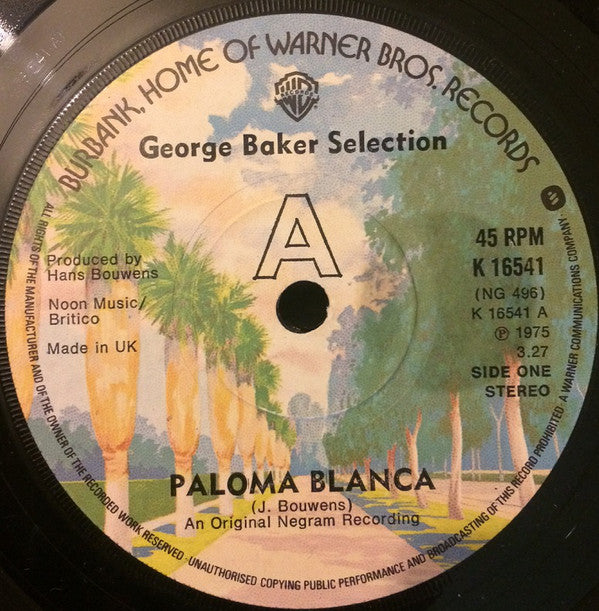 BURBANK, HOME OF WARNER BROS. RECORDS
George Baker Selection
A
Produced by
Hans Bouwens
Noon Music/
Britico
Made in UK
45 RPM
K 16541
(NG 496)
K 16541 A
℗ 1975
3.27
SIDE ONE
STEREO
PALOMA BLANCA
(J. Bouwens)
An Original Negram Recording
ALL RIGHTS OF THE MANUFACTURER AND OF THE OWNER OF THE RECORDED WORK RESERVED · UNAUTHORISED COPYING PUBLIC PERFORMANCE AND BROADCASTING OF THIS RECORD PROHIBITED · A WARNER COMMUNICATIONS COMPANY